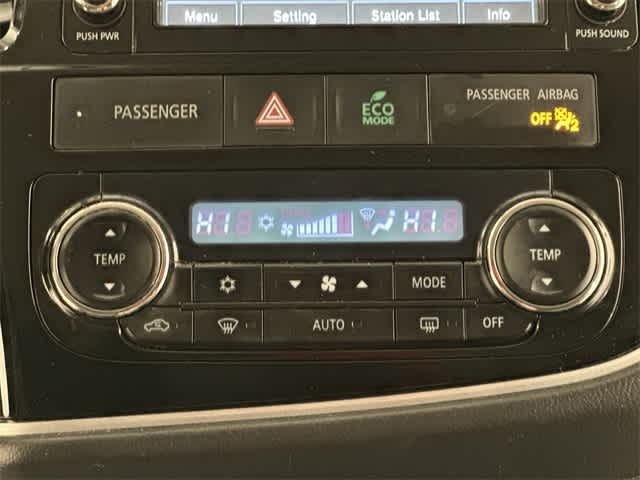 Menu Setting Station List Info
PUSH PWR PUSH SOUND
PASSENGER ECO MODE PASSENGER AIRBAG
OFF 2
TEMP TEMP
MODE
AUTO OFF